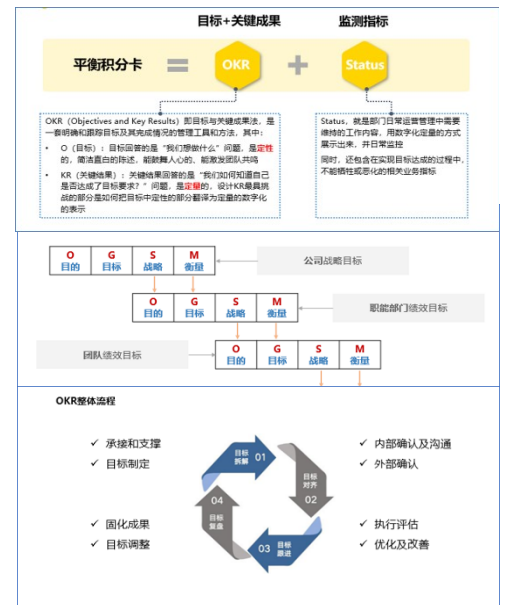 目标+关键成果 监测指标
平衡积分卡 = OKR + Status
OKR（Objectives and Key Results）即目标与关键成果法，是
一套明确和跟踪目标及其完成情况的管理工具和方法，其中：
• O（目标）：目标回答的是“我们想做什么”问题，是定性
的，简洁直白的陈述，能鼓舞人心的、能激发团队共鸣
• KR（关键结果）：关键结果回答的是“我们如何知道自己
是否达成了目标要求？”问题，是定量的，设计KR最具挑
战的部分是如何把目标中定性的部分翻译为定量的数字化
的表示
Status，就是部门日常运营管理中需要
维持的工作内容，用数字化定量的方式
展示出来，并日常监控
同时，还包含在实现目标达成的过程中，
不能牺牲或恶化的相关业务指标
O G S M
目的 目标 战略 衡量
公司战略目标
O G S M
目的 目标 战略 衡量
职能部门绩效目标
团队绩效目标
O G S M
目的 目标 战略 衡量
OKR整体流程
✓ 承接和支撑
✓ 目标制定
目标
拆解 01
目标
对齐
02
✓ 内部确认及沟通
✓ 外部确认
✓ 固化成果
✓ 目标调整
04
目标
复盘
03 目标
跟进
✓ 执行评估
✓ 优化及改善